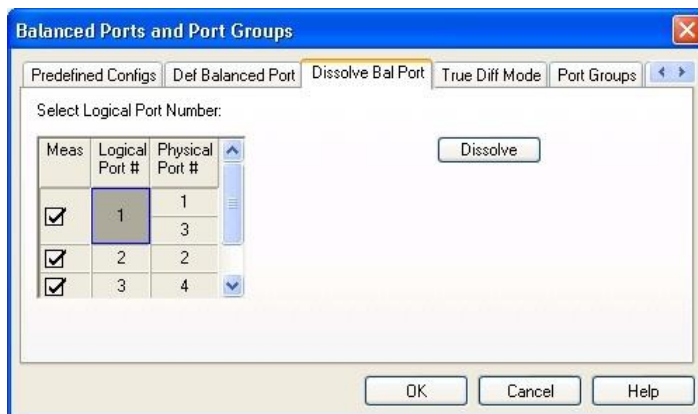 Balanced Ports and Port Groups
Predefined Configs Def Balanced Port Dissolve Bal Port True Diff Mode Port Groups
Select Logical Port Number:
Meas Logical Port # Physical Port #
Dissolve
1 1
3
2 2
3 4
OK Cancel Help